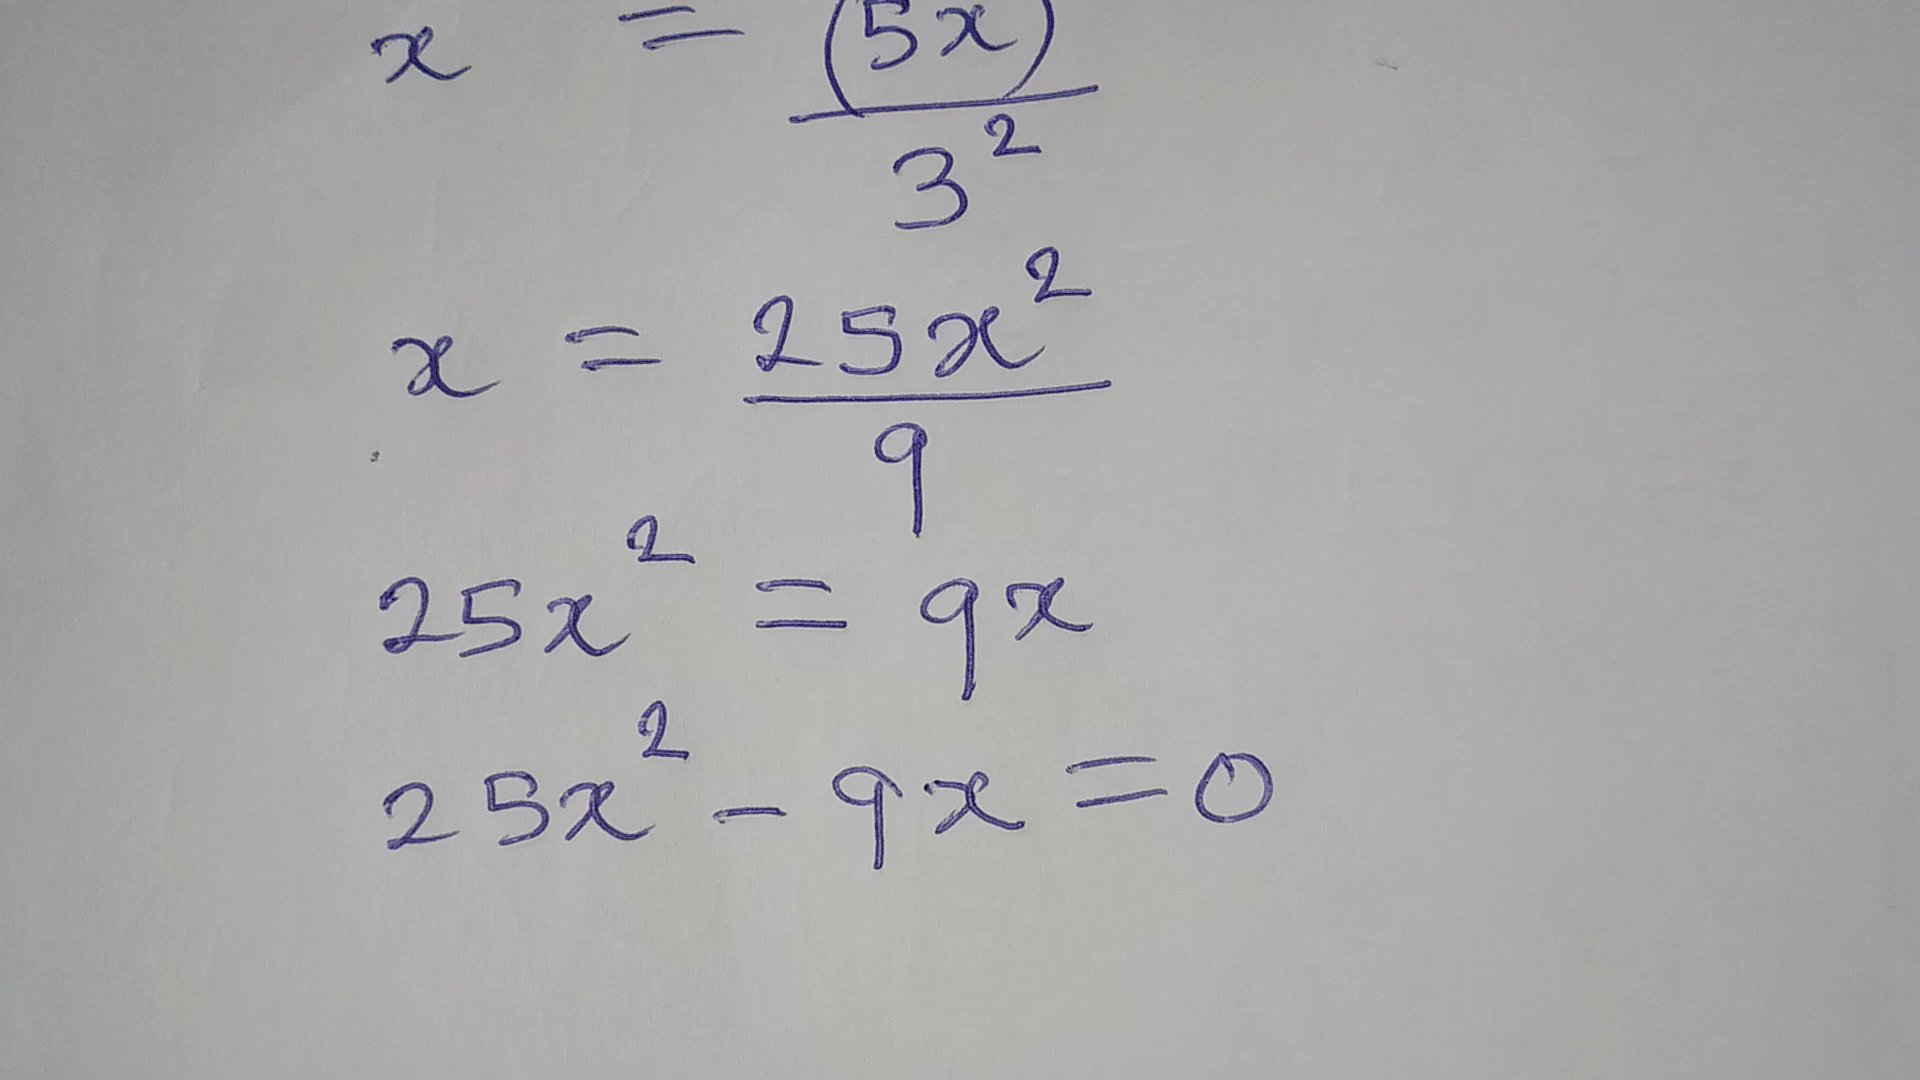 x = (5x) / 3²
x = 25x² / 9
25x² = 9x
25x² - 9x = 0